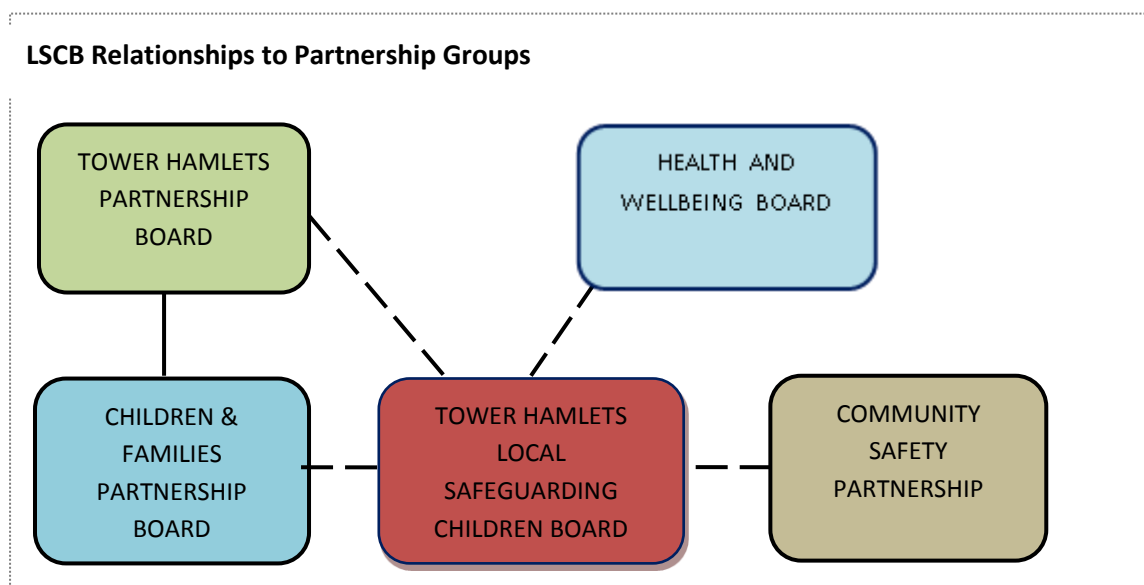 LSCB Relationships to Partnership Groups
TOWER HAMLETS
PARTNERSHIP
BOARD
HEALTH AND
WELLBEING BOARD
CHILDREN &
FAMILIES
PARTNERSHIP
BOARD
TOWER HAMLETS
LOCAL
SAFEGUARDING
CHILDREN BOARD
COMMUNITY
SAFETY
PARTNERSHIP